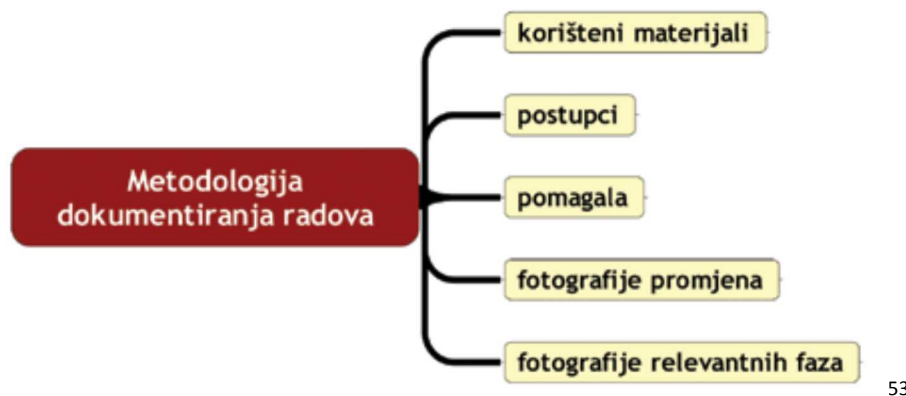 Metodologija
dokumentiranja radova
korišteni materijali
postupci
pomagala
fotografije promjena
fotografije relevantnih faza
53